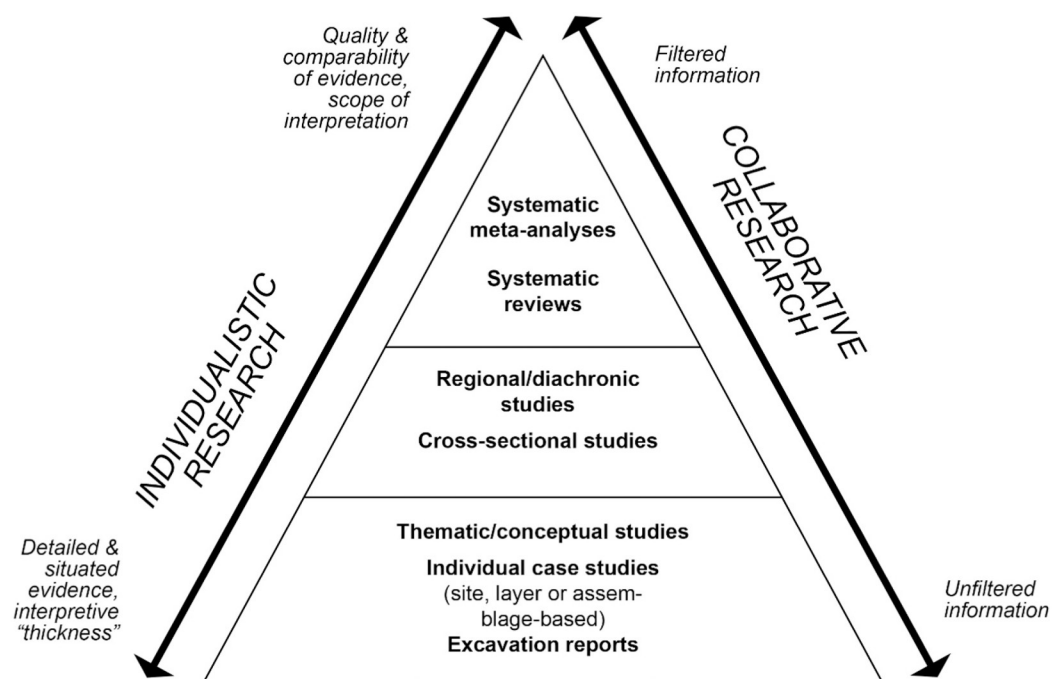 Quality &
comparability
of evidence,
scope of
interpretation
Filtered
information
INDIVIDUALISTIC
RESEARCH
COLLABORATIVE
RESEARCH
Systematic
meta-analyses
Systematic
reviews
Regional/diachronic
studies
Cross-sectional studies
Thematic/conceptual studies
Individual case studies
(site, layer or assem-
blage-based)
Excavation reports
Detailed &
situated
evidence,
interpretive
“thickness”
Unfiltered
information